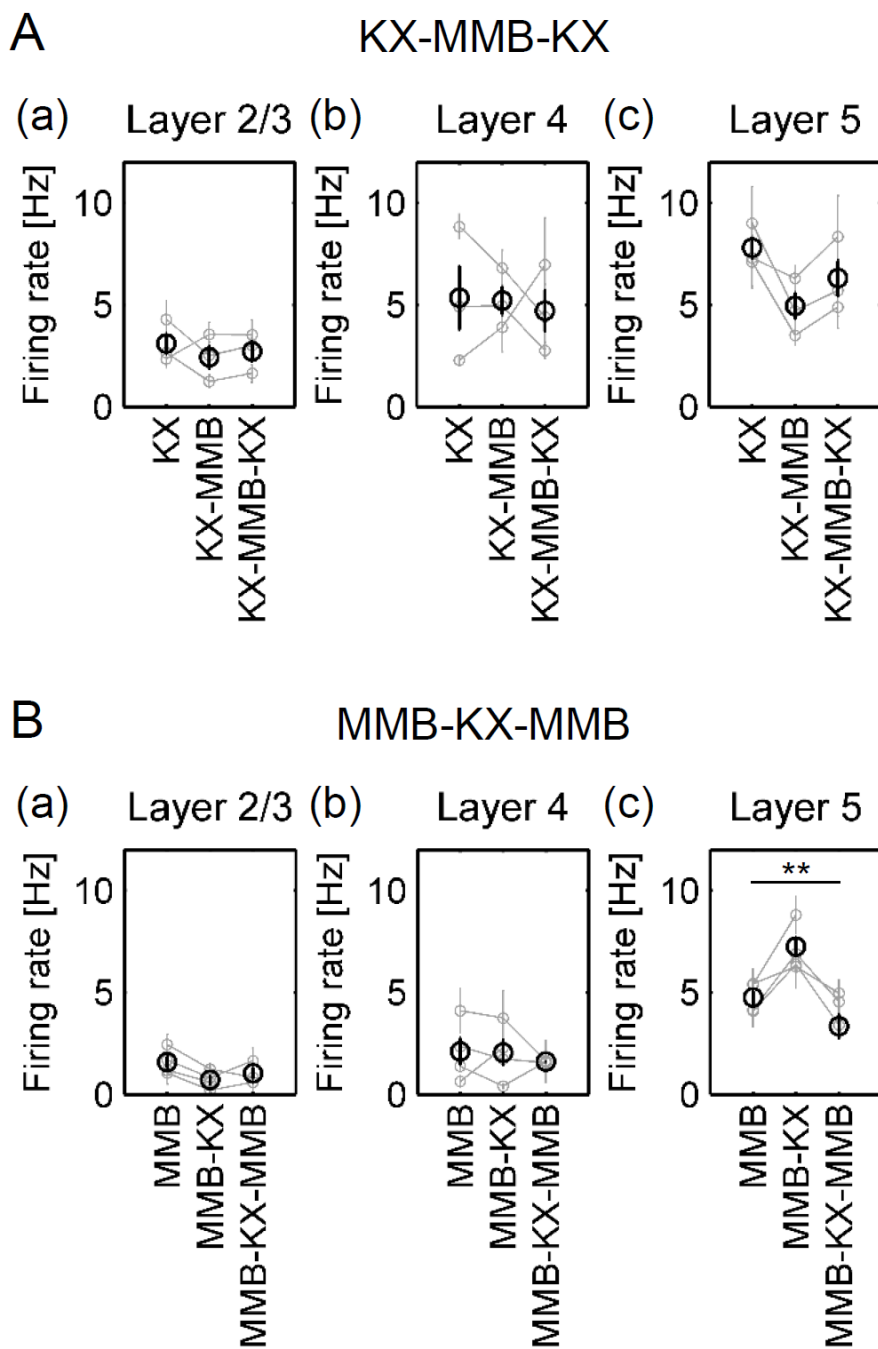 A
KX-MMB-KX
(a) Layer 2/3
(b) Layer 4
(c) Layer 5
Firing rate [Hz]
10
5
0
KX
KX-MMB
KX-MMB-KX
Firing rate [Hz]
10
5
0
KX
KX-MMB
KX-MMB-KX
Firing rate [Hz]
10
5
0
KX
KX-MMB
KX-MMB-KX
B
MMB-KX-MMB
(a) Layer 2/3
(b) Layer 4
(c) Layer 5
Firing rate [Hz]
10
5
0
MMB
MMB-KX
MMB-KX-MMB
Firing rate [Hz]
10
5
0
MMB
MMB-KX
MMB-KX-MMB
Firing rate [Hz]
10
5
0
**
MMB
MMB-KX
MMB-KX-MMB